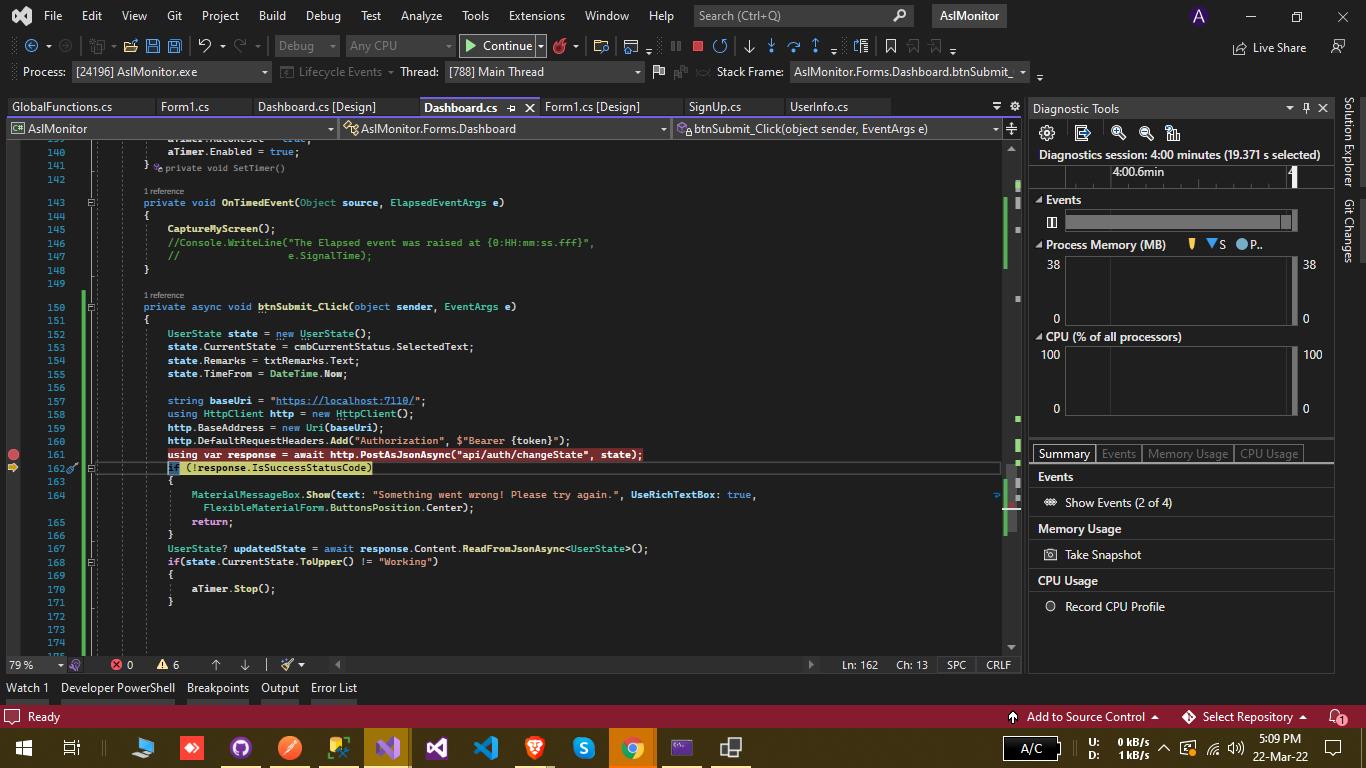 File Edit View Git Project Build Debug Test Analyze Tools Extensions Window Help Search (Ctrl+Q) AslMonitor A
Debug Any CPU Continue Live Share
Process: [24196] AslMonitor.exe Lifecycle Events Thread: [788] Main Thread Stack Frame: AslMonitor.Forms.Dashboard.btnSubmit_
GlobalFunctions.cs Form1.cs Dashboard.cs [Design] Dashboard.cs Form1.cs [Design] SignUp.cs UserInfo.cs
AslMonitor AslMonitor.Forms.Dashboard btnSubmit_Click(object sender, EventArgs e)
140 aTimer.Enabled = true;
141 } private void SetTimer()
142
1 reference
143 private void OnTimedEvent(Object source, ElapsedEventArgs e)
144 {
145 CaptureMyScreen();
146 //Console.WriteLine("The Elapsed event was raised at {0:HH:mm:ss.fff}",
147 // e.SignalTime);
148 }
149
1 reference
150 private async void btnSubmit_Click(object sender, EventArgs e)
151 {
152 UserState state = new UserState();
153 state.CurrentState = cmbCurrentStatus.SelectedText;
154 state.Remarks = txtRemarks.Text;
155 state.TimeFrom = DateTime.Now;
156
157 string baseUri = "https://localhost:7110/";
158 using HttpClient http = new HttpClient();
159 http.BaseAddress = new Uri(baseUri);
160 http.DefaultRequestHeaders.Add("Authorization", $"Bearer {token}");
161 using var response = await http.PostAsJsonAsync("api/auth/changeState", state);
162 if (!response.IsSuccessStatusCode)
163 {
164 MaterialMessageBox.Show(text: "Something went wrong! Please try again.", UseRichTextBox: true,
FlexibleMaterialForm.ButtonsPosition.Center);
165 return;
166 }
167 UserState? updatedState = await response.Content.ReadFromJsonAsync<UserState>();
168 if(state.CurrentState.ToUpper() != "Working")
169 {
170 aTimer.Stop();
171 }
172
173
174
79 % 0 6 Ln: 162 Ch: 13 SPC CRLF
Diagnostic Tools
Diagnostics session: 4:00 minutes (19.371 s selected)
4:00.6min 4
Events
Process Memory (MB) S P..
38 38
0 0
CPU (% of all processors)
100 100
0 0
Summary Events Memory Usage CPU Usage
Events
Show Events (2 of 4)
Memory Usage
Take Snapshot
CPU Usage
Record CPU Profile
Solution Explorer
Git Changes
Watch 1 Developer PowerShell Breakpoints Output Error List
Ready Add to Source Control Select Repository 1
A/C U: 0 kB/s D: 1 kB/s 5:09 PM
22-Mar-22